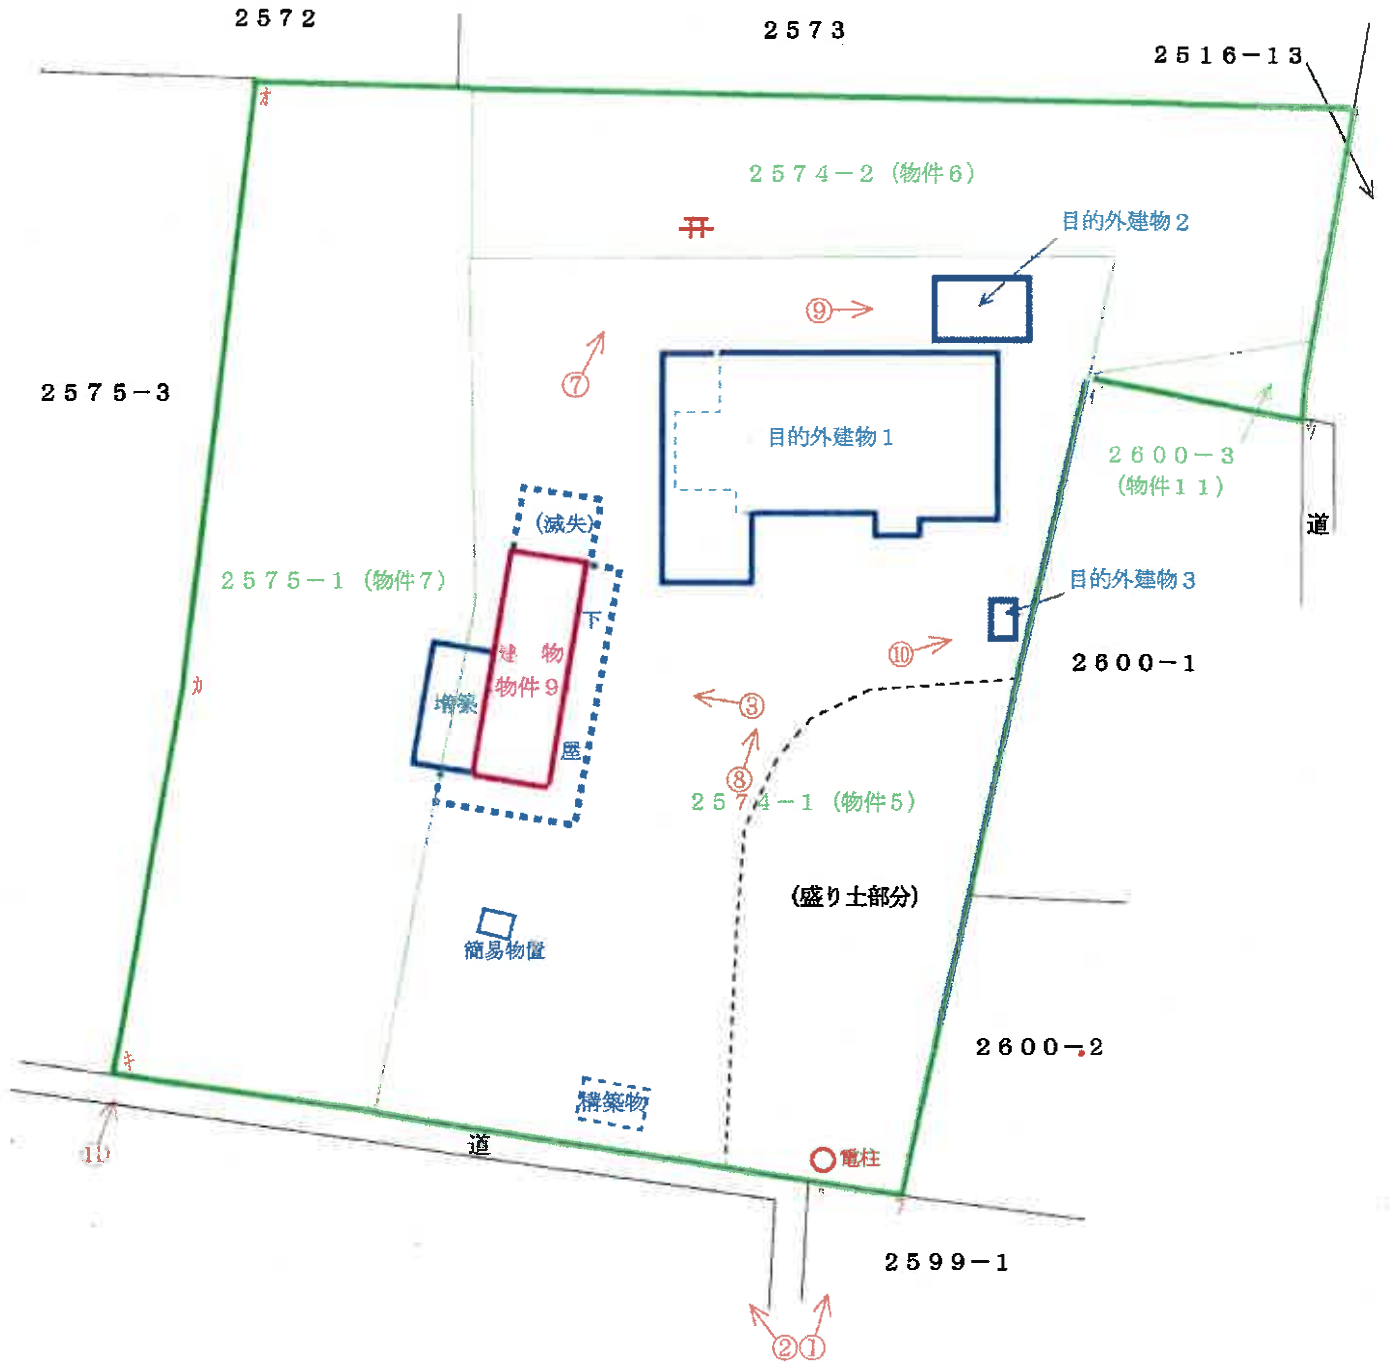 ２５７２
２５７３
２５１６－１３
オ
２５７４－２（物件６）
目的外建物２
⑨
⑦
２５７５－３
目的外建物１
２６００－３
（物件１１）
道
（滅失）
２５７５－１（物件７）
目的外建物３
下
建　物
物件９
増築
屋
⑩
２６００－１
カ
③
⑧
２５７４－１（物件５）
（盛り土部分）
簡易物置
２６００－２
キ
構築物
道
⑪
電柱
２５９９－１
②①